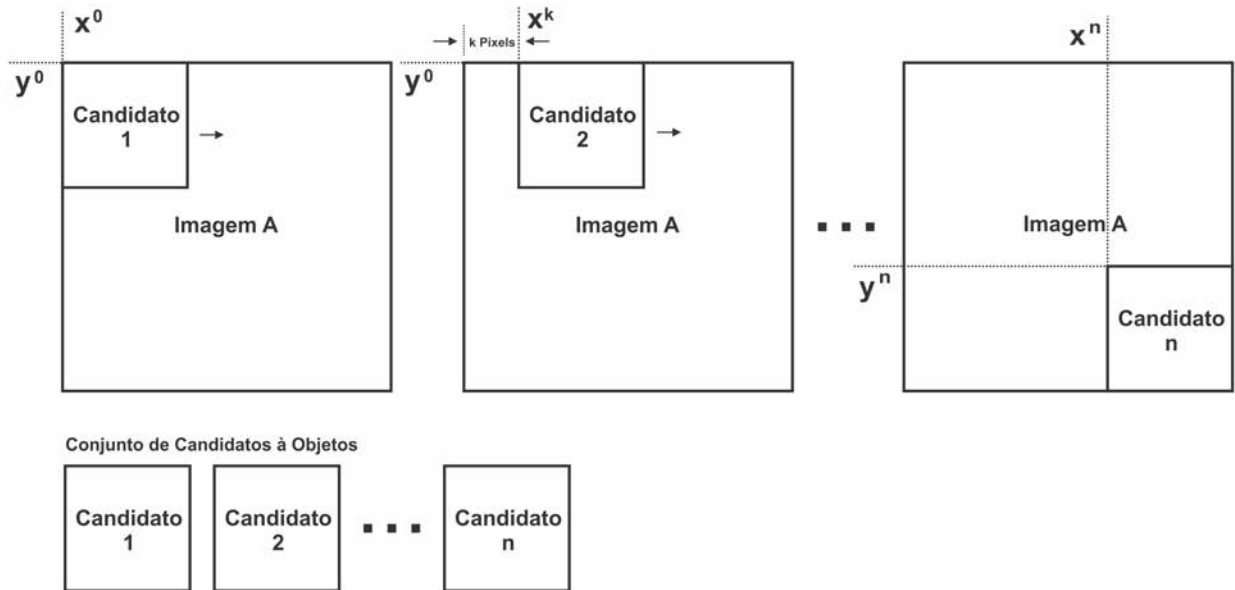 x⁰
y⁰
Candidato
1
Imagem A
k Pixels
xᵏ
y⁰
Candidato
2
Imagem A
xⁿ
Imagem A
yⁿ
Candidato
n
Conjunto de Candidatos à Objetos
Candidato
1
Candidato
2
Candidato
n